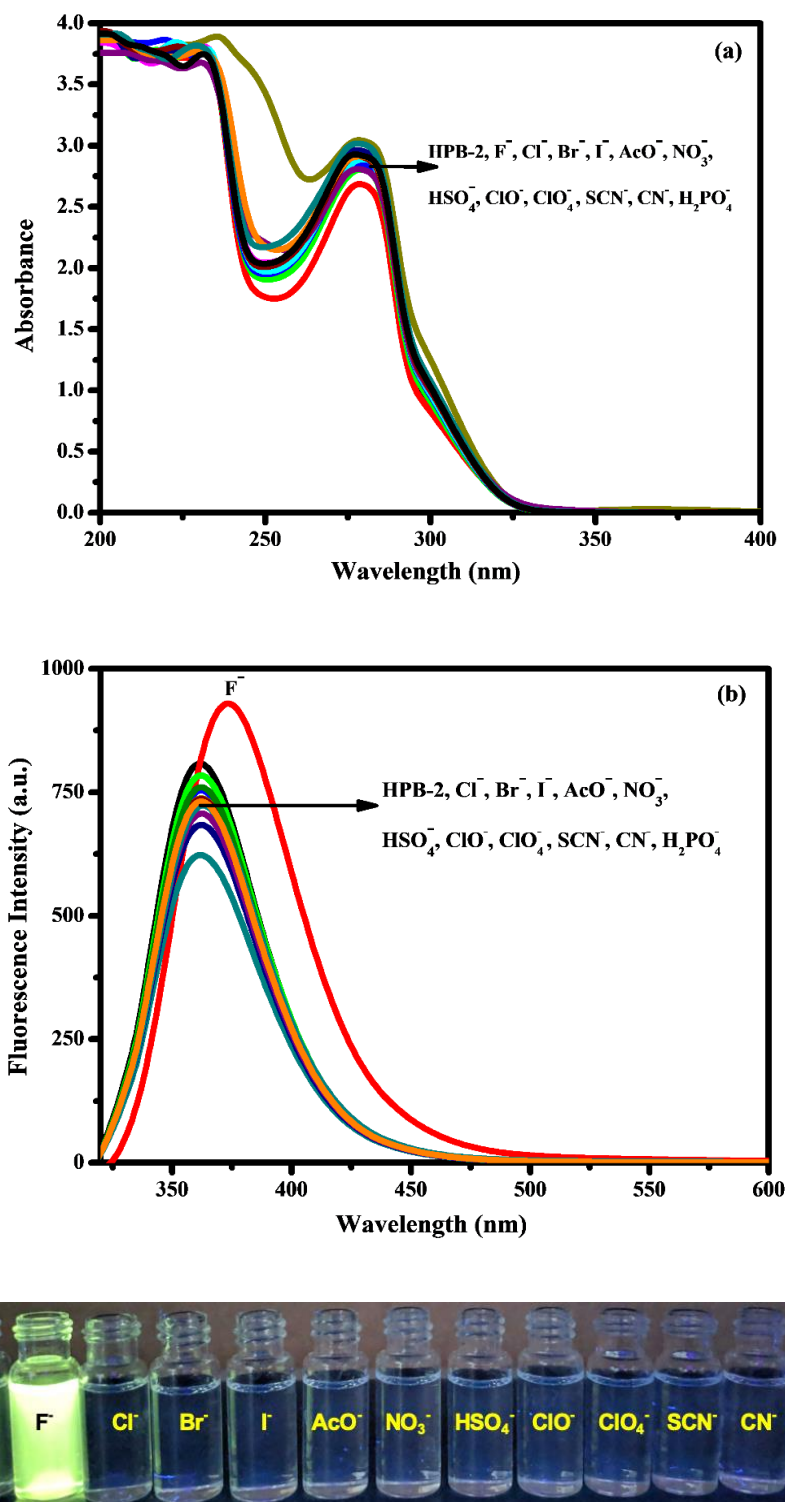 (a)
4.0
3.5
3.0
2.5
2.0
1.5
1.0
0.5
0.0
Absorbance
HPB-2, F⁻, Cl⁻, Br⁻, I⁻, AcO⁻, NO₃⁻,
HSO₄⁻, ClO⁻, ClO₄⁻, SCN⁻, CN⁻, H₂PO₄⁻
200 250 300 350 400
Wavelength (nm)
(b)
1000
750
500
250
0
Fluorescence Intensity (a.u.)
F⁻
HPB-2, Cl⁻, Br⁻, I⁻, AcO⁻, NO₃⁻,
HSO₄⁻, ClO⁻, ClO₄⁻, SCN⁻, CN⁻, H₂PO₄⁻
350 400 450 500 550 600
Wavelength (nm)
F⁻ Cl⁻ Br⁻ I⁻ AcO⁻ NO₃⁻ HSO₄⁻ ClO⁻ ClO₄⁻ SCN⁻ CN⁻